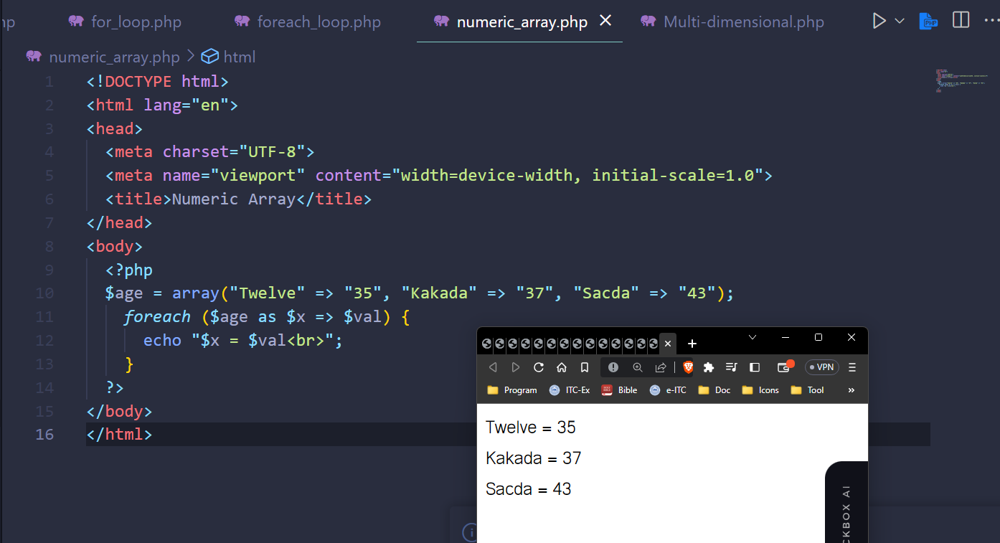 hp for_loop.php foreach_loop.php numeric_array.php Multi-dimensional.php PHP
numeric_array.php > html
1 <!DOCTYPE html>
2 <html lang="en">
3 <head>
4 <meta charset="UTF-8">
5 <meta name="viewport" content="width=device-width, initial-scale=1.0">
6 <title>Numeric Array</title>
7 </head>
8 <body>
9 <?php
10 $age = array("Twelve" => "35", "Kakada" => "37", "Sacda" => "43");
11 foreach ($age as $x => $val) {
12 echo "$x = $val<br>";
13 }
14 ?>
15 </body>
16 </html>
VPN
Program ITC-Ex Bible e-ITC Doc Icons Tool »
Twelve = 35
Kakada = 37
Sacda = 43
CKBOX AI